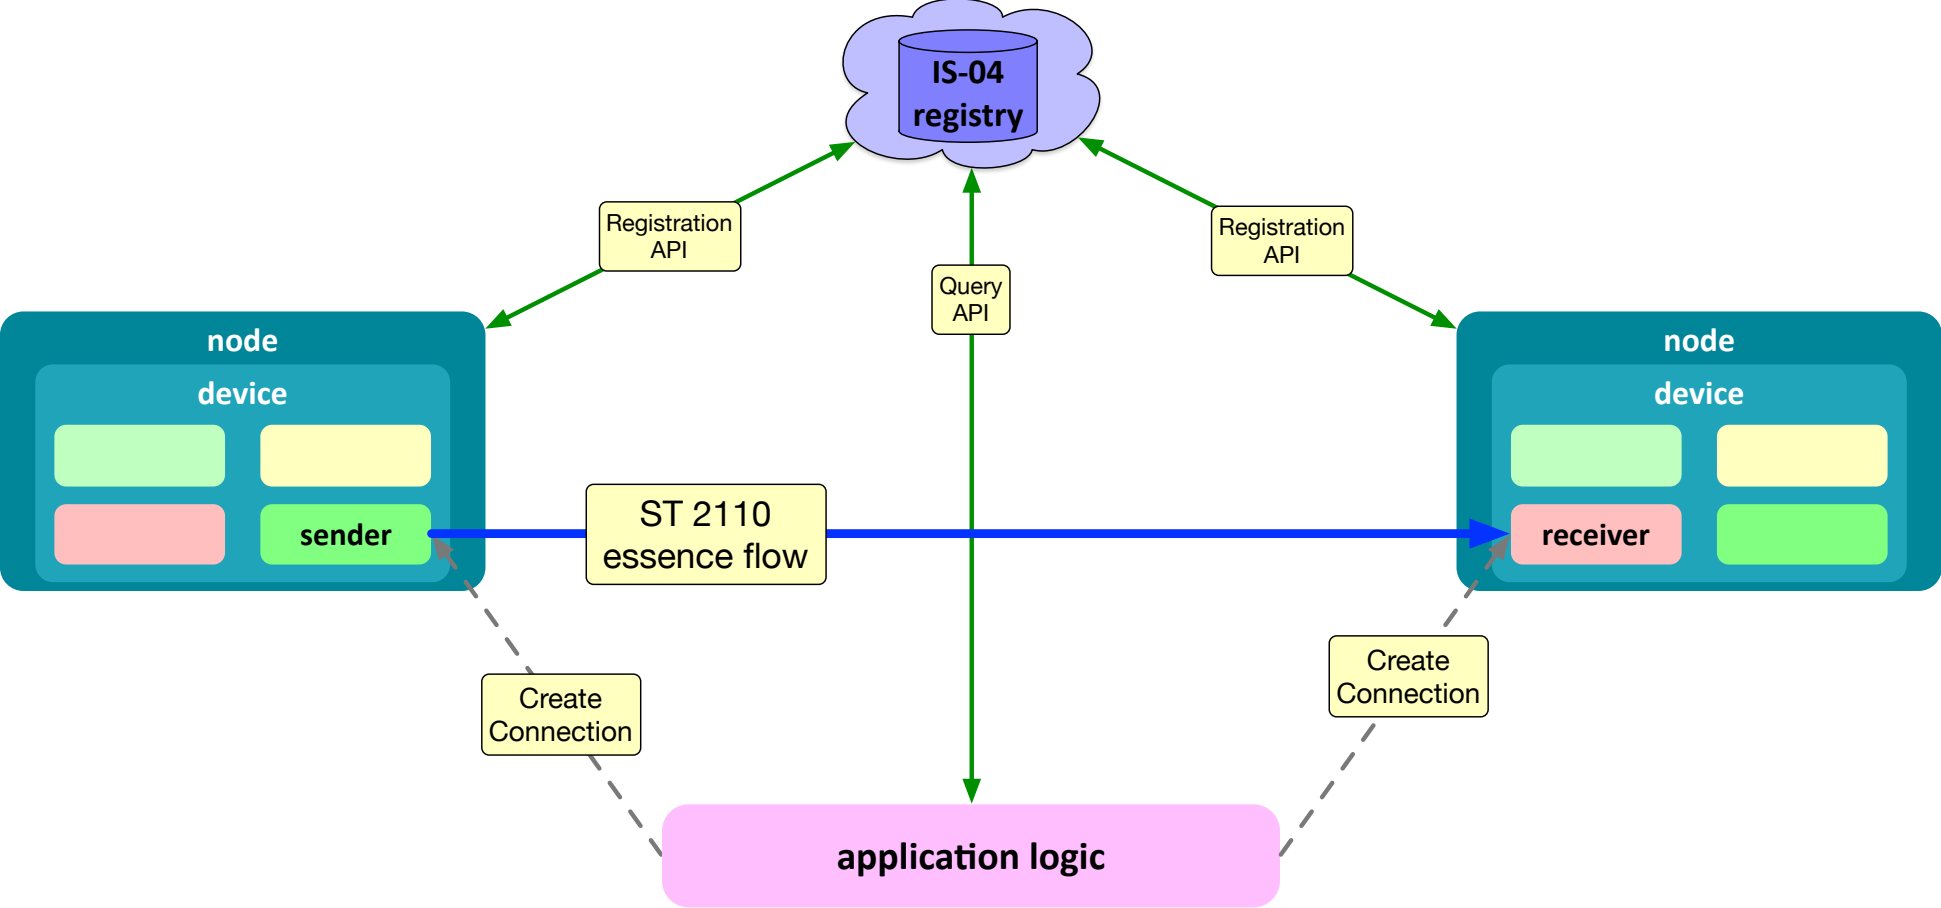 IS-04
registry
Registration
API
Registration
API
Query
API
node
device
sender
node
device
receiver
ST 2110
essence flow
Create
Connection
Create
Connection
application logic